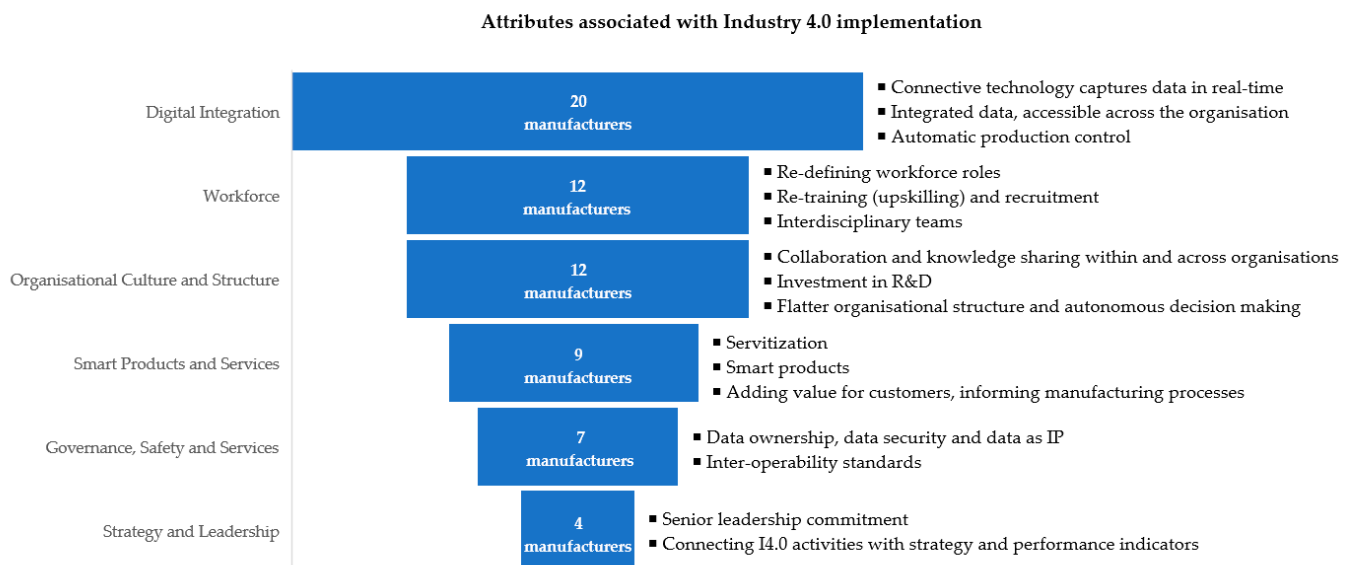 Attributes associated with Industry 4.0 implementation
Digital Integration
20
manufacturers
▪ Connective technology captures data in real-time
▪ Integrated data, accessible across the organisation
▪ Automatic production control
Workforce
12
manufacturers
▪ Re-defining workforce roles
▪ Re-training (upskilling) and recruitment
▪ Interdisciplinary teams
Organisational Culture and Structure
12
manufacturers
▪ Collaboration and knowledge sharing within and across organisations
▪ Investment in R&D
▪ Flatter organisational structure and autonomous decision making
Smart Products and Services
9
manufacturers
▪ Servitization
▪ Smart products
▪ Adding value for customers, informing manufacturing processes
Governance, Safety and Services
7
manufacturers
▪ Data ownership, data security and data as IP
▪ Inter-operability standards
Strategy and Leadership
4
manufacturers
▪ Senior leadership commitment
▪ Connecting I4.0 activities with strategy and performance indicators